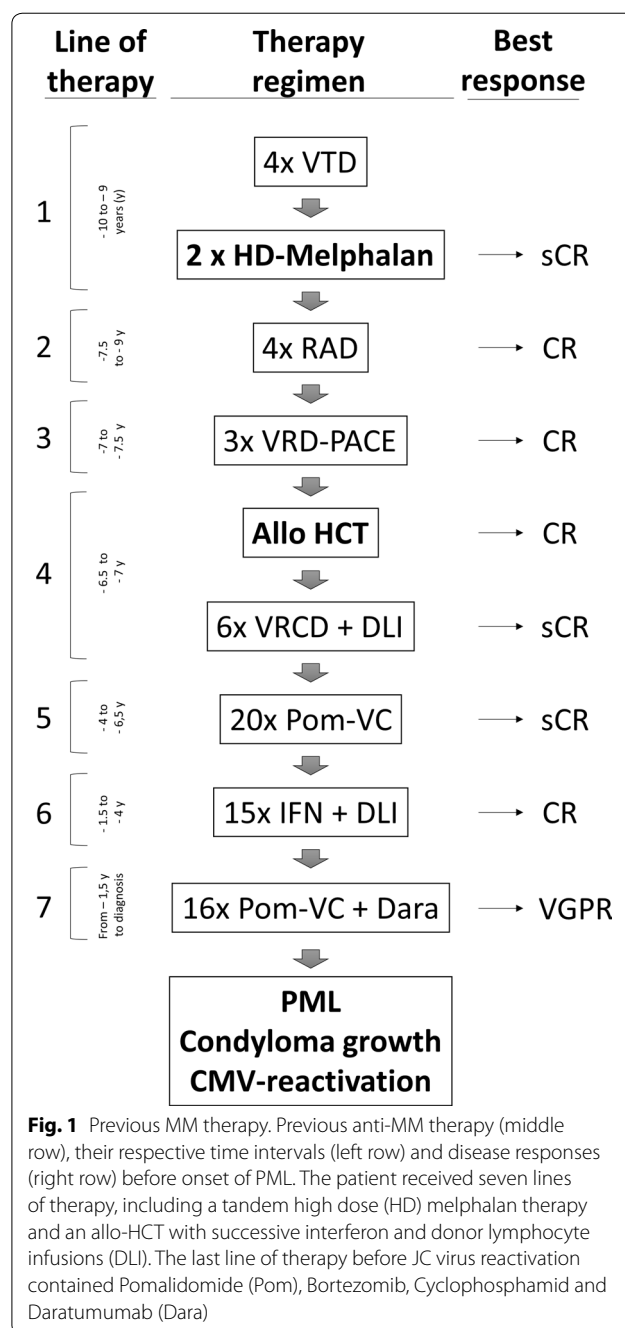 Line of therapy
Therapy regimen
Best response
1
- 10 to – 9 years (y)
4x VTD
2 x HD-Melphalan
sCR
2
-7.5 to - 9 y
4x RAD
CR
3
-7 to - 7.5 y
3x VRD-PACE
CR
4
- 6.5 to - 7 y
Allo HCT
CR
6x VRCD + DLI
sCR
5
- 4 to - 6,5 y
20x Pom-VC
sCR
6
- 1.5 to - 4 y
15x IFN + DLI
CR
7
From – 1,5 y to diagnosis
16x Pom-VC + Dara
VGPR
PML
Condyloma growth
CMV-reactivation
Fig. 1 Previous MM therapy. Previous anti-MM therapy (middle
row), their respective time intervals (left row) and disease responses
(right row) before onset of PML. The patient received seven lines
of therapy, including a tandem high dose (HD) melphalan therapy
and an allo-HCT with successive interferon and donor lymphocyte
infusions (DLI). The last line of therapy before JC virus reactivation
contained Pomalidomide (Pom), Bortezomib, Cyclophosphamid and
Daratumumab (Dara)